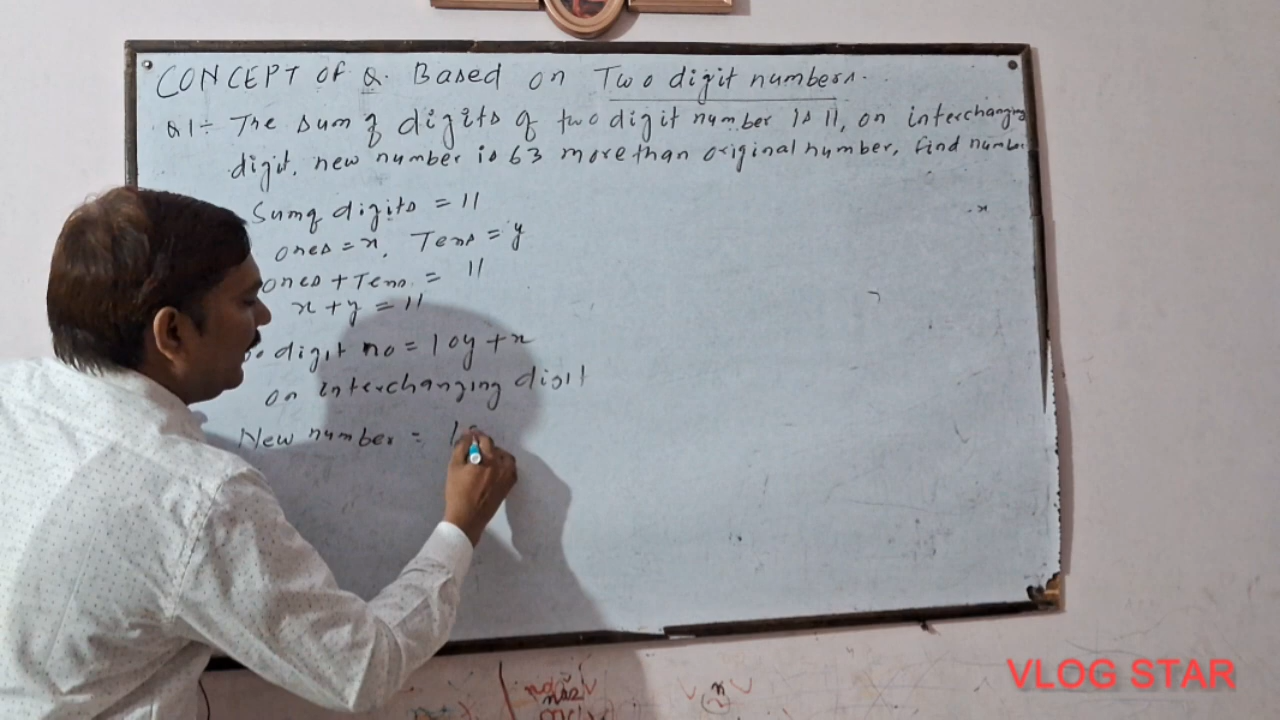 CONCEPT OF Q. Based on Two digit numbers.
Q1÷ The sum of digits of two digit number is 11, on interchanging
digit, new number is 63 more than original number, find number
Sum of digits = 11
ones = x, Tens = y
ones + Tens = 11
x + y = 11
digit no = 10y + x
on interchanging digit
New number =
VLOG STAR